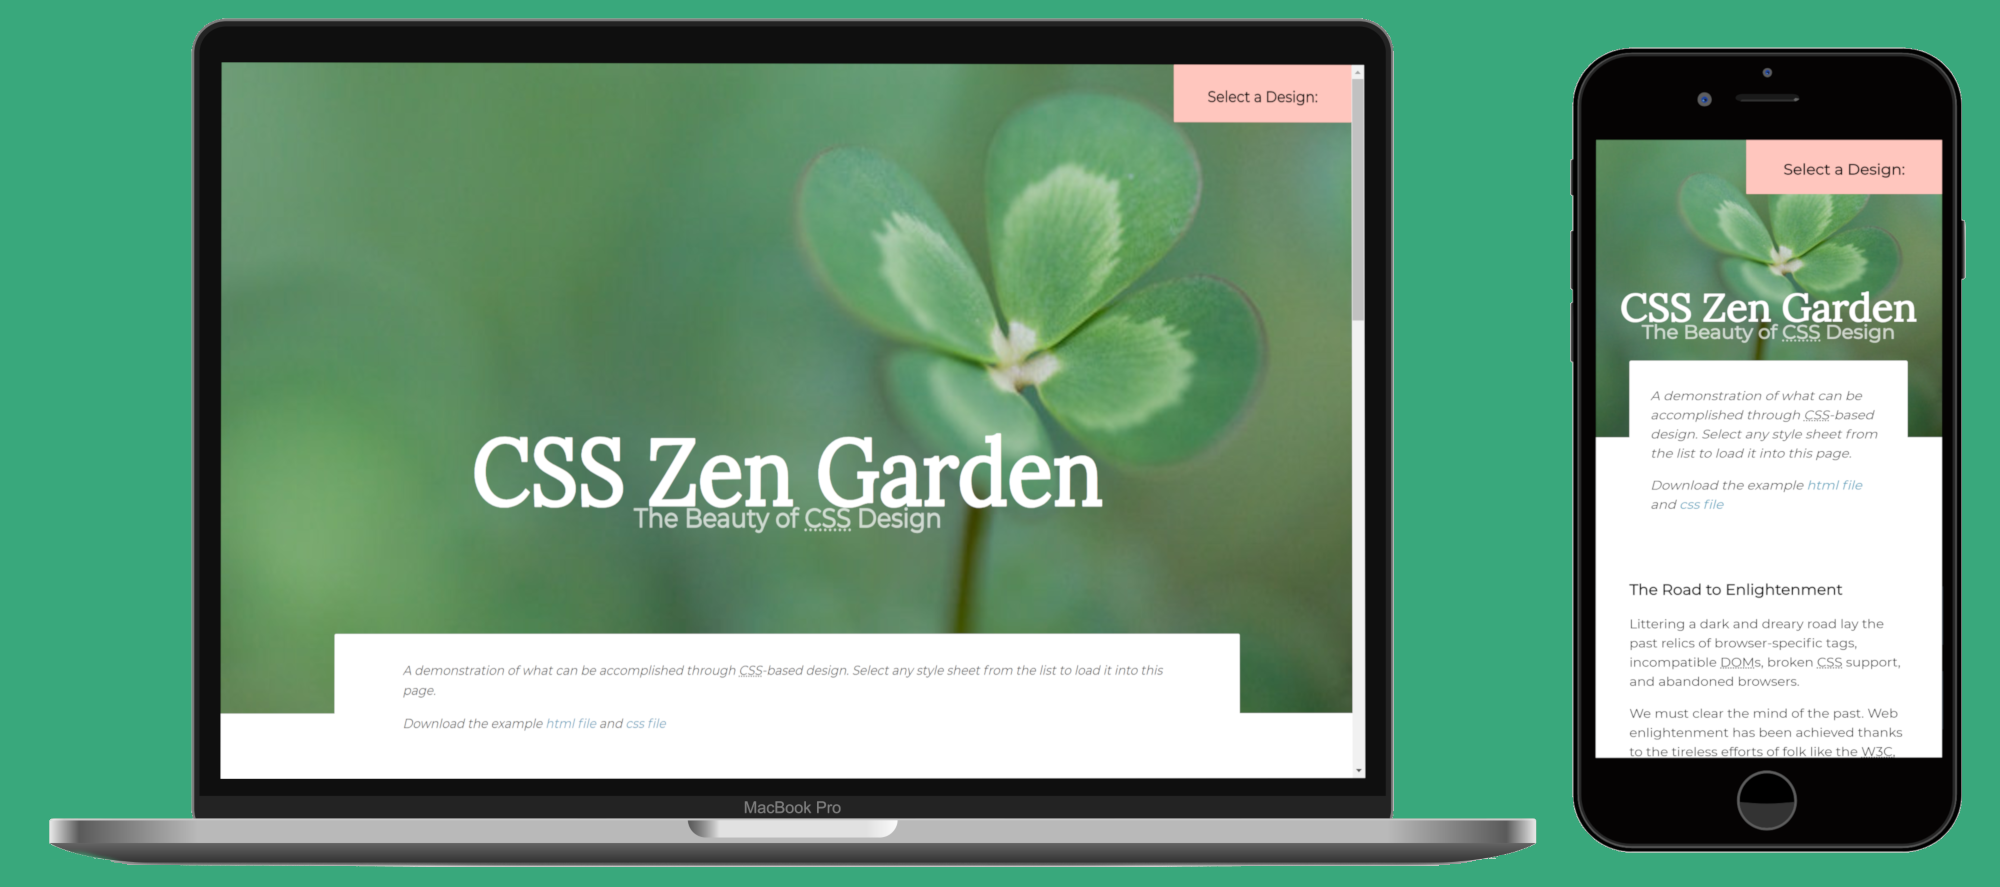 Select a Design:
CSS Zen Garden
The Beauty of CSS Design
A demonstration of what can be accomplished through CSS-based design. Select any style sheet from the list to load it into this
page.
Download the example html file and css file
MacBook Pro
Select a Design:
CSS Zen Garden
The Beauty of CSS Design
A demonstration of what can be
accomplished through CSS-based
design. Select any style sheet from
the list to load it into this page.
Download the example html file
and css file
The Road to Enlightenment
Littering a dark and dreary road lay the
past relics of browser-specific tags,
incompatible DOMs, broken CSS support,
and abandoned browsers.
We must clear the mind of the past. Web
enlightenment has been achieved thanks
to the tireless efforts of folk like the W3C,